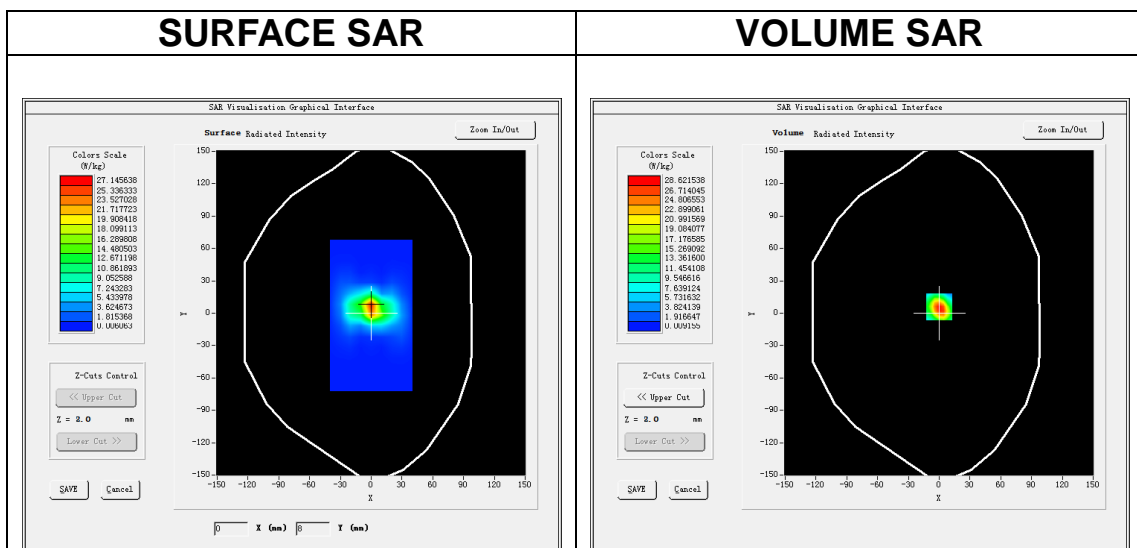 SURFACE SAR
SAR Visualisation Graphical Interface
Surface Radiated Intensity
Zoom In/Out
Colors Scale
(W/kg)
27.145638
25.336333
23.527028
21.717723
19.908418
18.099113
16.289808
14.480503
12.671198
10.861893
9.052588
7.243283
5.433978
3.624673
1.815368
0.006063
Z-Cuts Control
<< Upper Cut
Z = 2.0 mm
Lower Cut >>
SAVE Cancel
150
120
90
60
30
0
-30
-60
-90
-120
-150
Y
-150 -120 -90 -60 -30 0 30 60 90 120 150
X
0 X (mm) 8 Y (mm)
VOLUME SAR
SAR Visualisation Graphical Interface
Volume Radiated Intensity
Zoom In/Out
Colors Scale
(W/kg)
28.621538
26.714045
24.806553
22.899061
20.991569
19.084077
17.176585
15.269092
13.361600
11.454108
9.546616
7.639124
5.731632
3.824139
1.916647
0.009155
Z-Cuts Control
<< Upper Cut
Z = 2.0 mm
Lower Cut >>
SAVE Cancel
150
120
90
60
30
0
-30
-60
-90
-120
-150
Y
-150 -120 -90 -60 -30 0 30 60 90 120 150
X